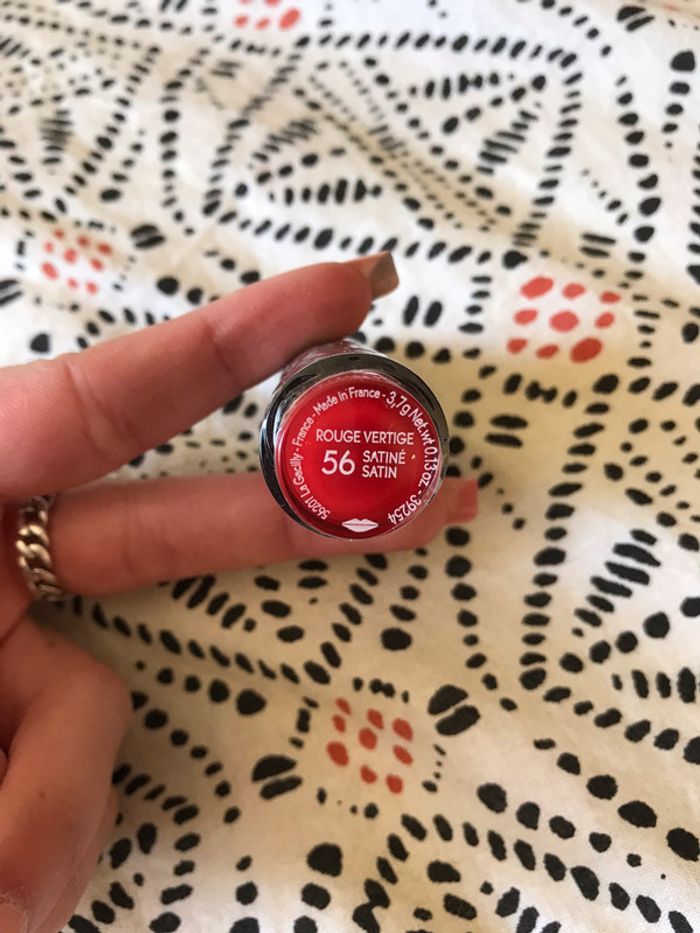 56201 La Gacilly - France - Made in France - 3,7g Net.wt 0.13 oz. - 39254
ROUGE VERTIGE
56 SATINÉ
SATIN